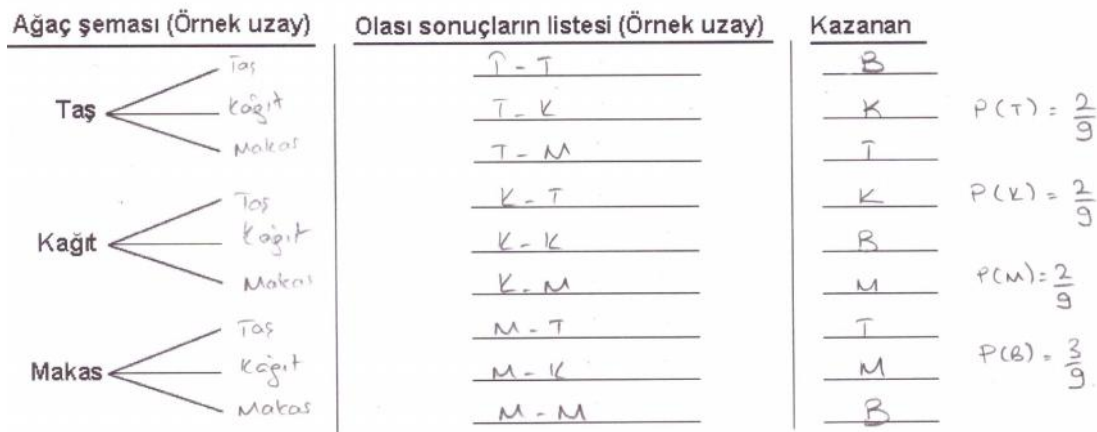 Ağaç şeması (Örnek uzay) Olası sonuçların listesi (Örnek uzay) Kazanan
Taş T - T B
Taş Kağıt T - K K P(T) = 2/9
Makas T - M T
Taş K - T K P(K) = 2/9
Kağıt Kağıt K - K B
Makas K - M M P(M) = 2/9
Taş M - T T
Makas Kağıt M - K M P(B) = 3/9
Makas M - M B